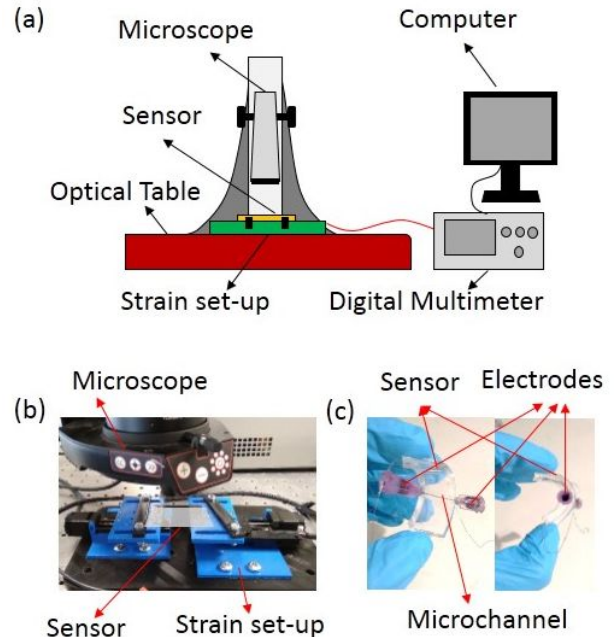 (a)
Microscope
Computer
Sensor
Optical Table
Strain set-up
Digital Multimeter
Microscope
(b)
Sensor
Strain set-up
Sensor
Electrodes
(c)
Microchannel